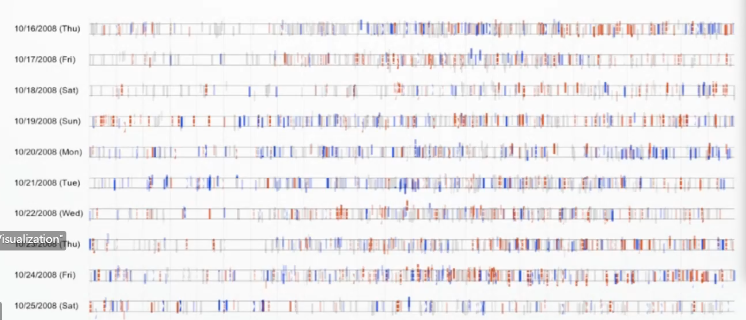 10/16/2008 (Thu)
10/17/2008 (Fri)
10/18/2008 (Sat)
10/19/2008 (Sun)
10/20/2008 (Mon)
10/21/2008 (Tue)
10/22/2008 (Wed)
isualization"
(Thu)
10/24/2008 (Fri)
10/25/2008 (Sat)